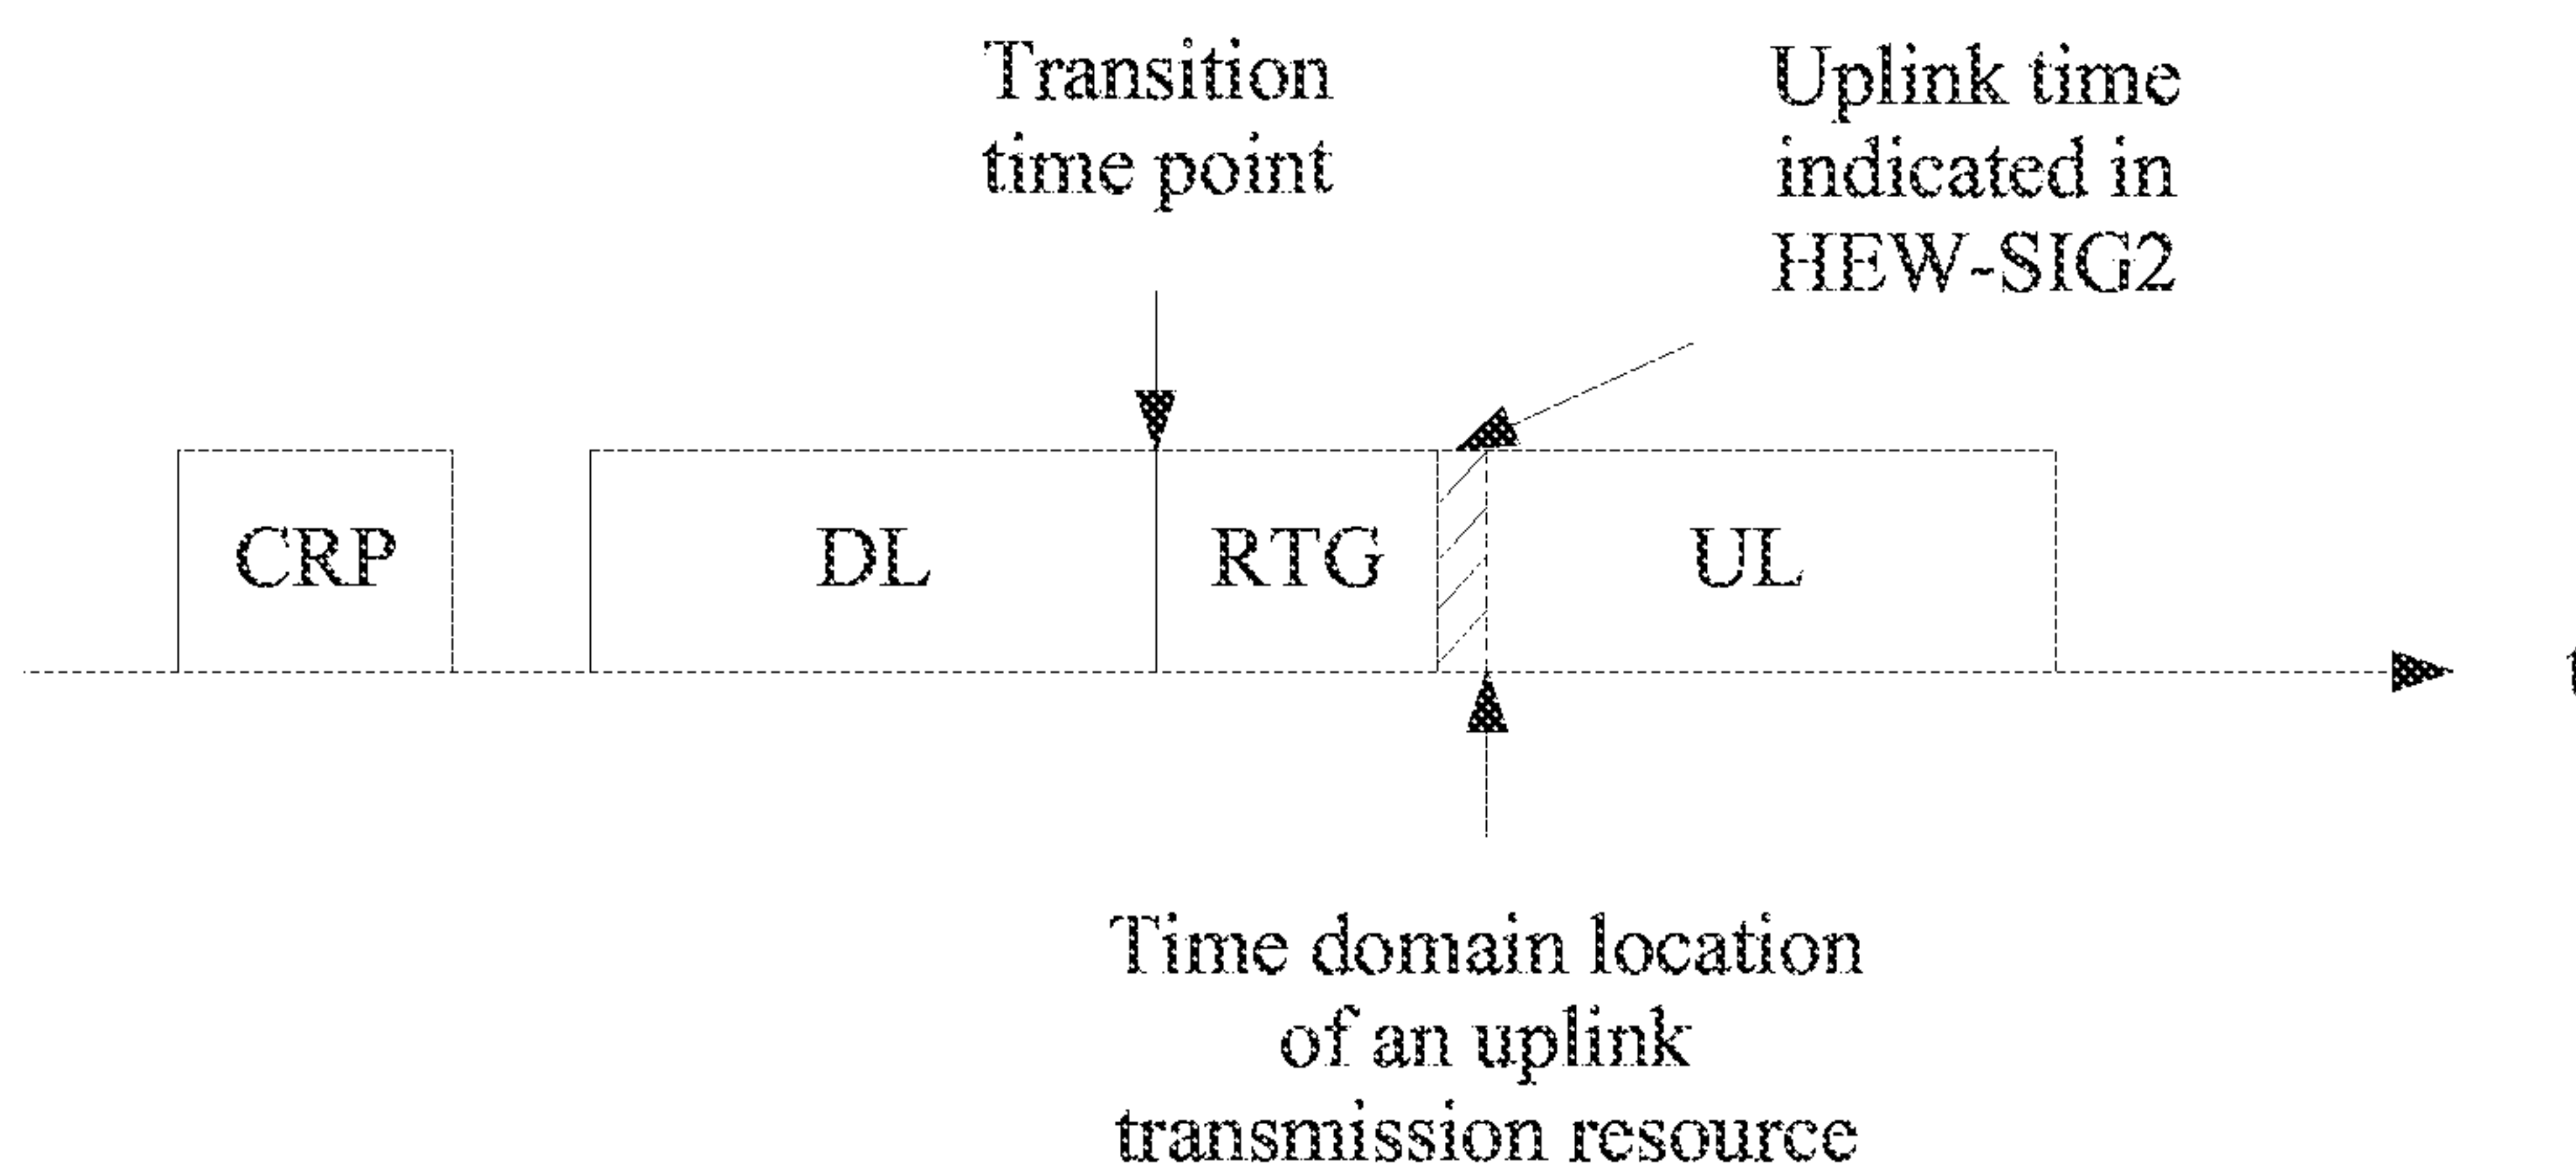 Transition
time point
Uplink time
indicated in
HEW-SIG2
CRP
DL
RTG
UL
t
Time domain location
of an uplink
transmission resource